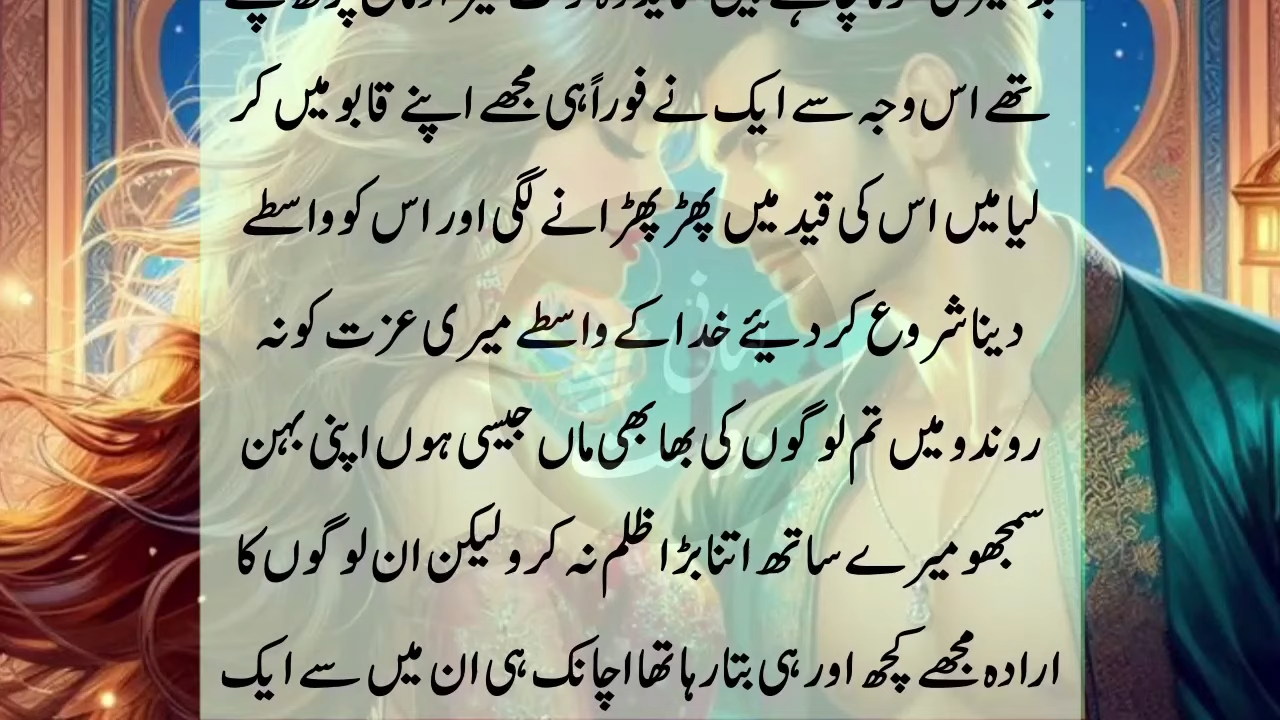 تھے اس وجہ سے ایک نے فوراً ہی مجھے اپنے قابو میں کر
لیا میں اس کی قید میں پھڑ پھڑانے لگی اور اس کو واسطے
دینا شروع کر دیئے خدا کے واسطے میری عزت کو نہ
روندو میں تم لوگوں کی بھابھی ماں جیسی ہوں اپنی بہن
سمجھو میرے ساتھ اتنا بڑا ظلم نہ کرو لیکن ان لوگوں کا
ارادہ مجھے کچھ اور ہی بتا رہا تھا اچانک ہی ان میں سے ایک